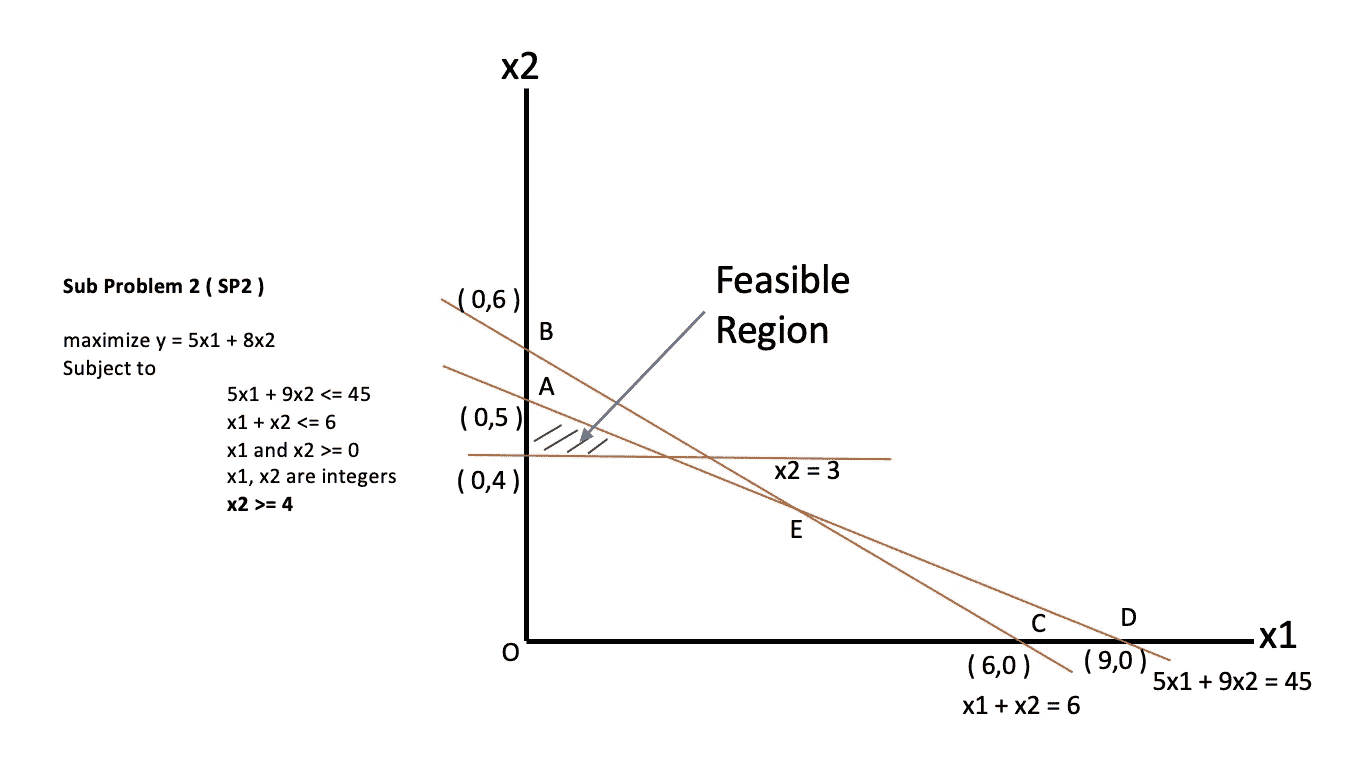 x2
Sub Problem 2 ( SP2 )
maximize y = 5x1 + 8x2
Subject to
5x1 + 9x2 <= 45
x1 + x2 <= 6
x1 and x2 >= 0
x1, x2 are integers
x2 >= 4
Feasible
Region
( 0,6 )
B
A
( 0,5 )
( 0,4 )
x2 = 3
E
C
D
O
x1
( 6,0 )
( 9,0 )
5x1 + 9x2 = 45
x1 + x2 = 6